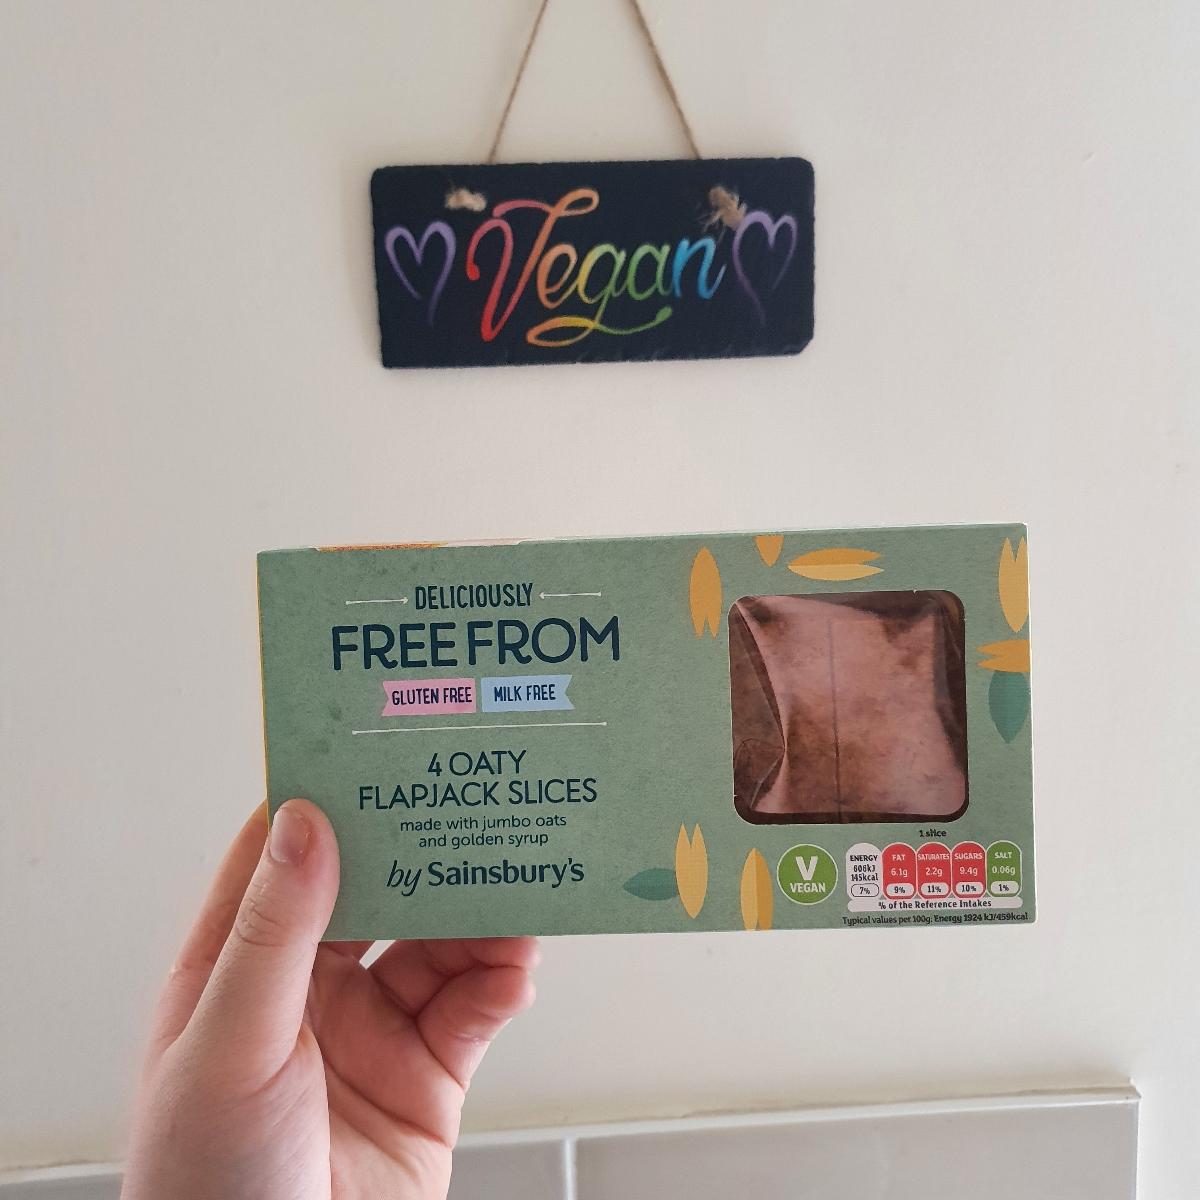 Vegan
DELICIOUSLY
FREE FROM
GLUTEN FREE MILK FREE
4 OATY
FLAPJACK SLICES
made with jumbo oats
and golden syrup
by Sainsbury's
V
VEGAN
1 slice
ENERGY
606kJ
145kcal
7%
FAT
6.1g
9%
SATURATES
2.2g
11%
SUGARS
9.4g
10%
SALT
0.06g
1%
% of the Reference Intakes
Typical values per 100g: Energy 1924 kJ/459kcal